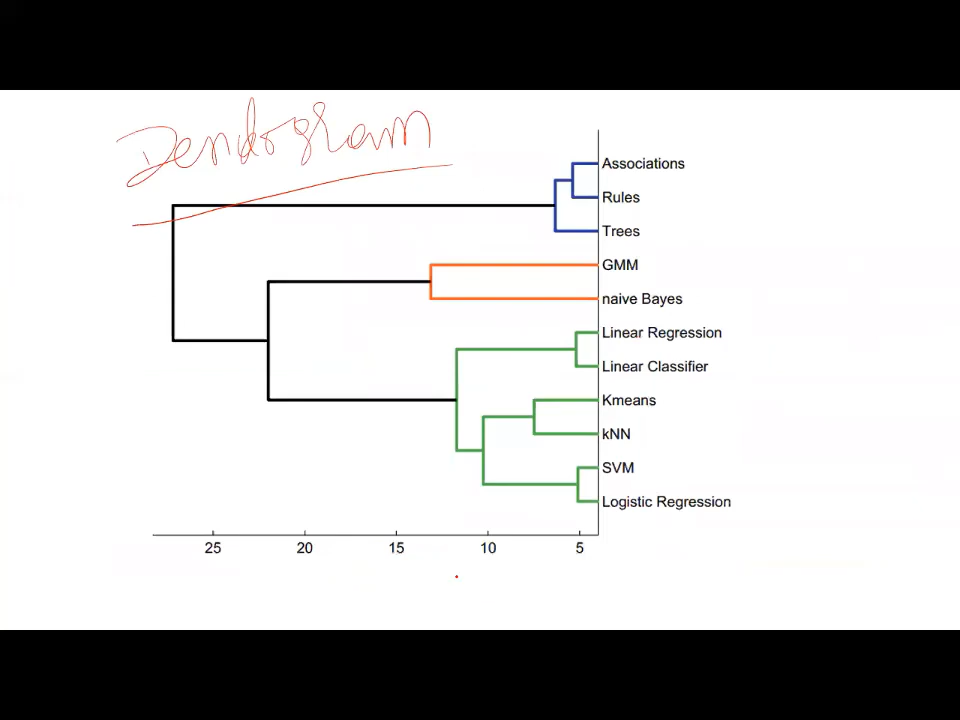 Dendogram
Associations
Rules
Trees
GMM
naive Bayes
Linear Regression
Linear Classifier
Kmeans
kNN
SVM
Logistic Regression
25 20 15 10 5